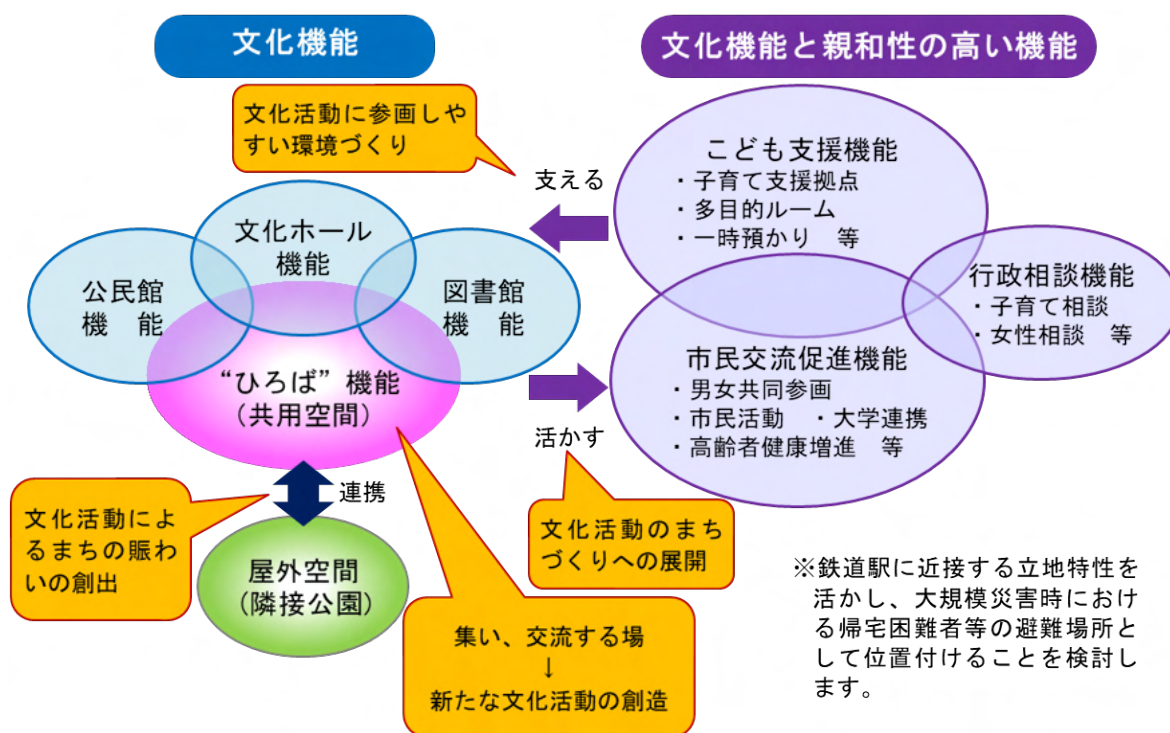 文化機能
文化機能と親和性の高い機能
文化活動に参画しや
すい環境づくり
支える
こども支援機能
・子育て支援拠点
・多目的ルーム
・一時預かり　等
文化ホール
機能
公民館
機　能
図書館
機　能
行政相談機能
・子育て相談
・女性相談　等
“ひろば”機能
（共用空間）
市民交流促進機能
・男女共同参画
・市民活動　・大学連携
・高齢者健康増進　等
活かす
連携
文化活動によ
るまちの賑わ
いの創出
文化活動のまち
づくりへの展開
屋外空間
（隣接公園）
集い、交流する場
↓
新たな文化活動の創造
※鉄道駅に近接する立地特性を
活かし、大規模災害時におけ
る帰宅困難者等の避難場所と
して位置付けることを検討し
ます。